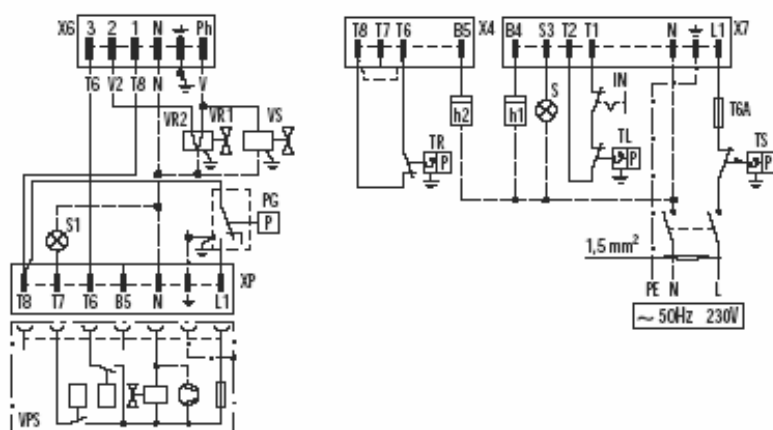 X6 3 2 1 N Ph
T6 V2 T8 N V
VR2 VR1 VS
S1
PG
P
XP
T8 T7 T6 B5 N L1
VPS
T8 T7 T6 B5 X4 B4 S3 T2 T1 N L1 X7
h2 h1 S IN T6A
TR P TL P TS P
1,5 mm²
PE N L
~ 50Hz 230V